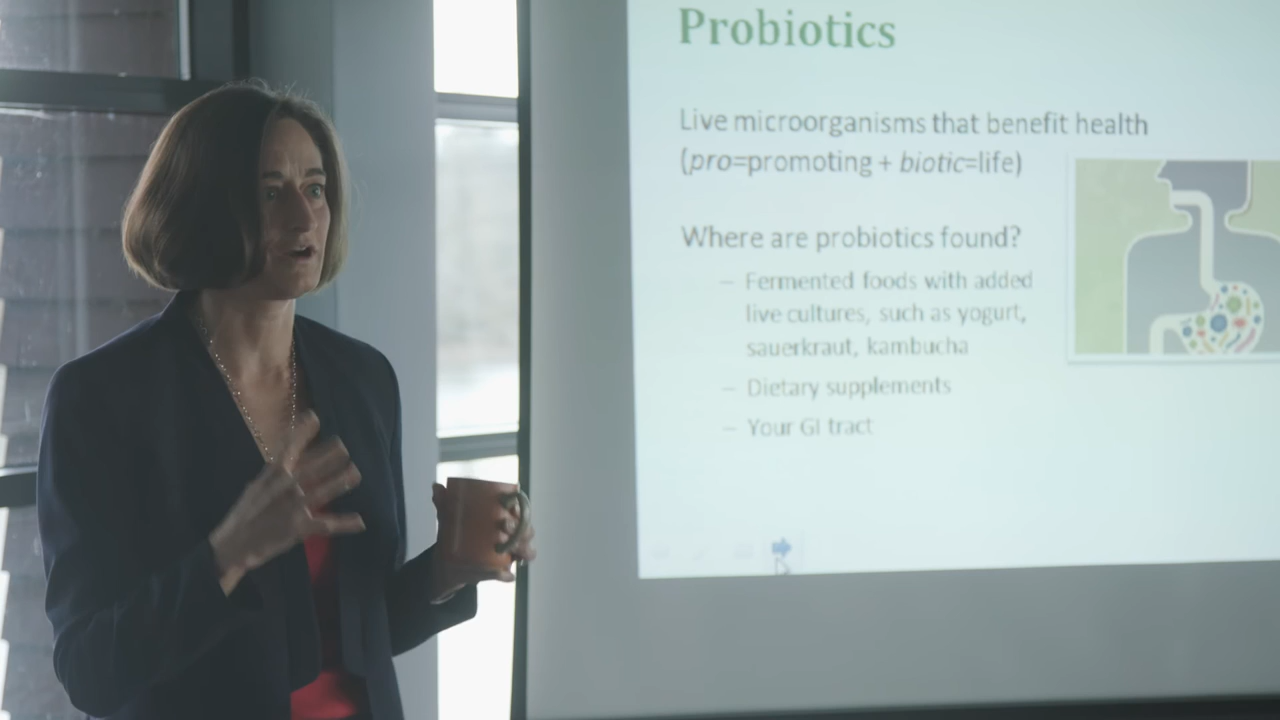 Probiotics
Live microorganisms that benefit health
(pro=promoting + biotic=life)
Where are probiotics found?
– Fermented foods with added
live cultures, such as yogurt,
sauerkraut, kambucha
– Dietary supplements
– Your GI tract